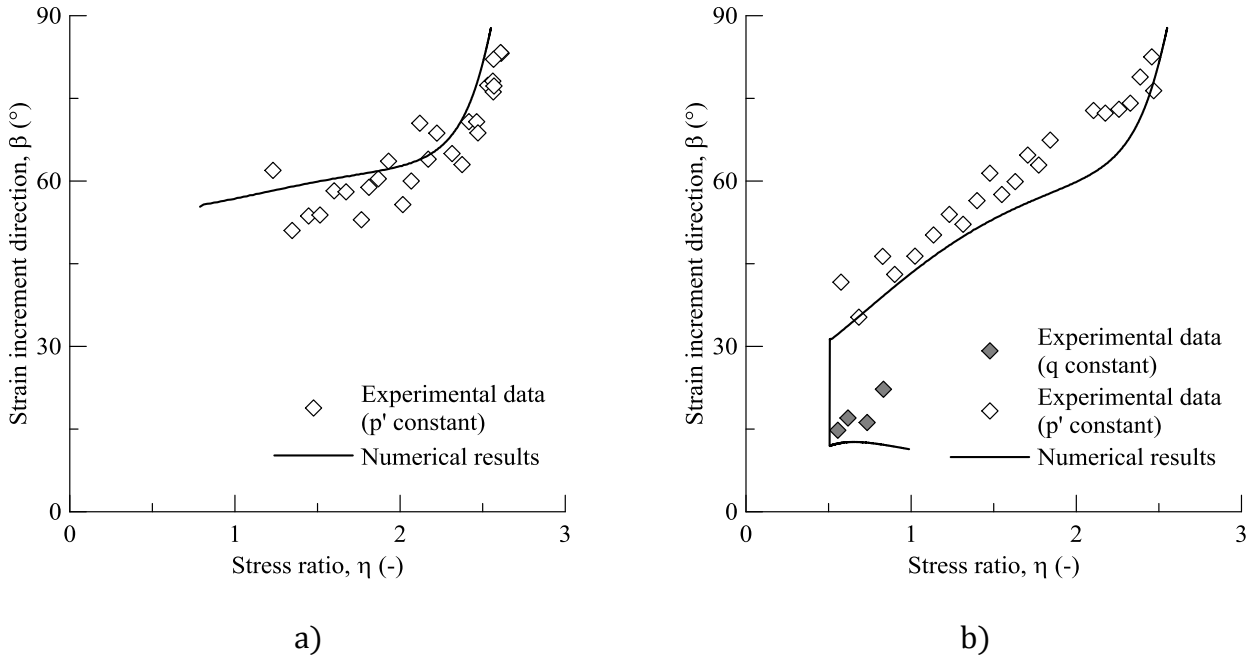 90
60
30
0
Strain increment direction, β (°)
0
1
2
3
Stress ratio, η (-)
Experimental data
(p' constant)
Numerical results
a)
90
60
30
0
Strain increment direction, β (°)
0
1
2
3
Stress ratio, η (-)
Experimental data
(q constant)
Experimental data
(p' constant)
Numerical results
b)